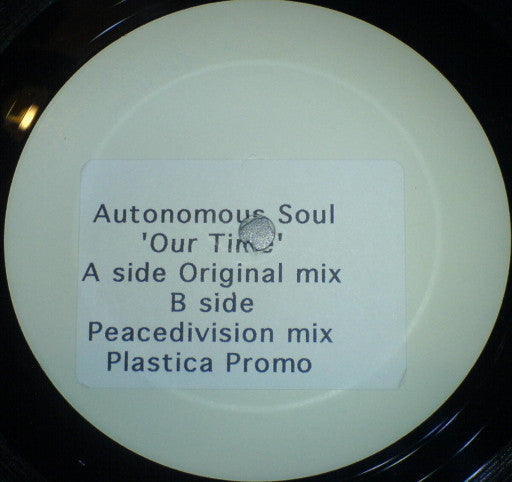 Autonomous Soul
'Our Time'
A side Original mix
B side
Peacedivision mix
Plastica Promo